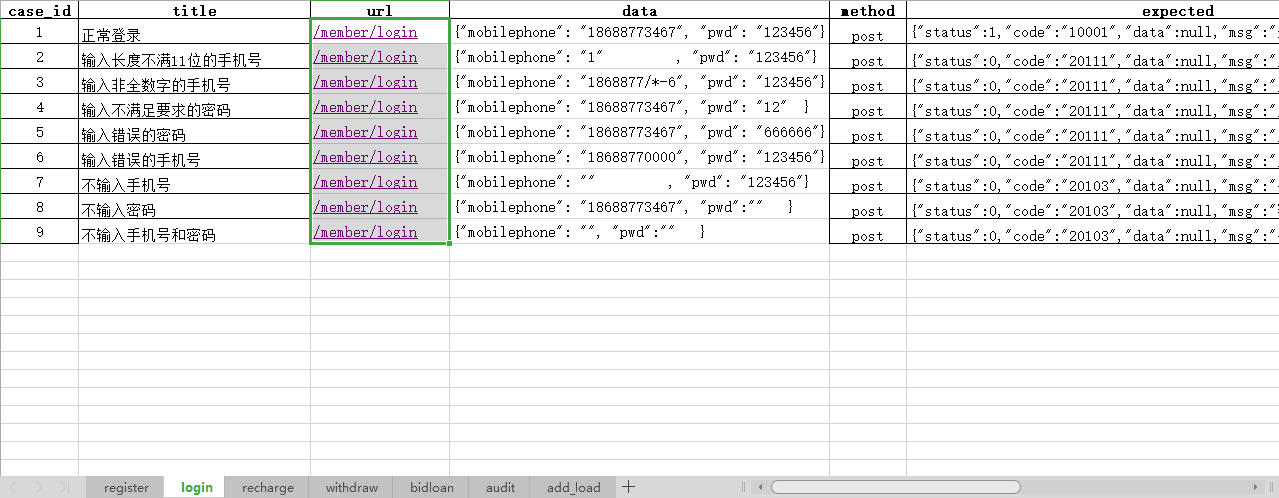 case_id title url data method expected
1 正常登录 /member/login {"mobilephone": "18688773467", "pwd": "123456"} post {"status":1,"code":"10001","data":null,"msg":"
2 输入长度不满11位的手机号 /member/login {"mobilephone": "1" , "pwd": "123456"} post {"status":0,"code":"20111","data":null,"msg":"
3 输入非全数字的手机号 /member/login {"mobilephone": "1868877/*-6", "pwd": "123456"} post {"status":0,"code":"20111","data":null,"msg":"
4 输入不满足要求的密码 /member/login {"mobilephone": "18688773467", "pwd": "12" } post {"status":0,"code":"20111","data":null,"msg":"
5 输入错误的密码 /member/login {"mobilephone": "18688773467", "pwd": "666666"} post {"status":0,"code":"20111","data":null,"msg":"
6 输入错误的手机号 /member/login {"mobilephone": "18688770000", "pwd": "123456"} post {"status":0,"code":"20111","data":null,"msg":"
7 不输入手机号 /member/login {"mobilephone": "" , "pwd": "123456"} post {"status":0,"code":"20103","data":null,"msg":"
8 不输入密码 /member/login {"mobilephone": "18688773467", "pwd":"" } post {"status":0,"code":"20103","data":null,"msg":"
9 不输入手机号和密码 /member/login {"mobilephone": "", "pwd":"" } post {"status":0,"code":"20103","data":null,"msg":"
register login recharge withdraw bidloan audit add_load